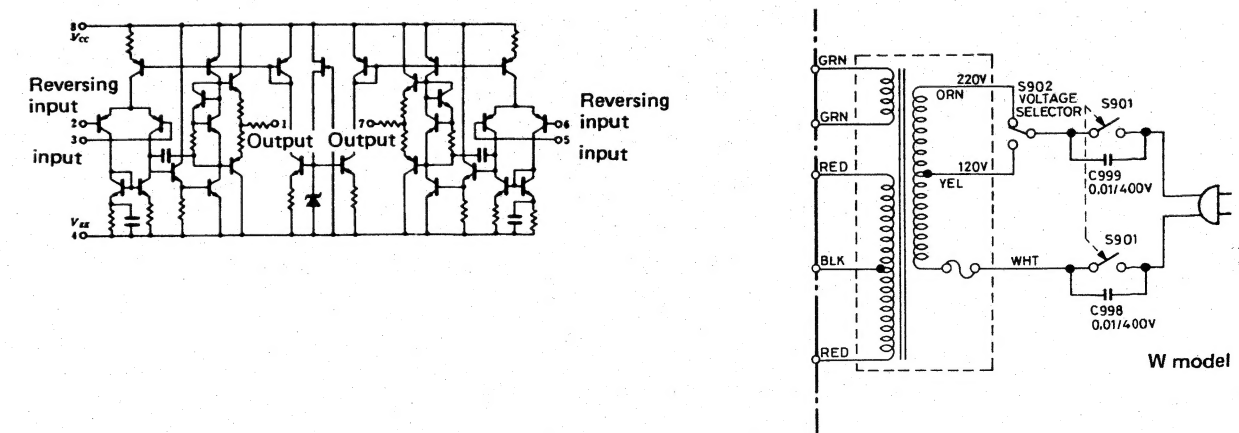 8
Vcc
Reversing
input
2
3
input
1
Output
7
Output
Reversing
input
6
5
input
VEE
4
GRN
GRN
RED
BLK
RED
220V
ORN
120V
YEL
WHT
S902
VOLTAGE
SELECTOR
S901
C999
0.01/400V
S901
C998
0.01/400V
W model